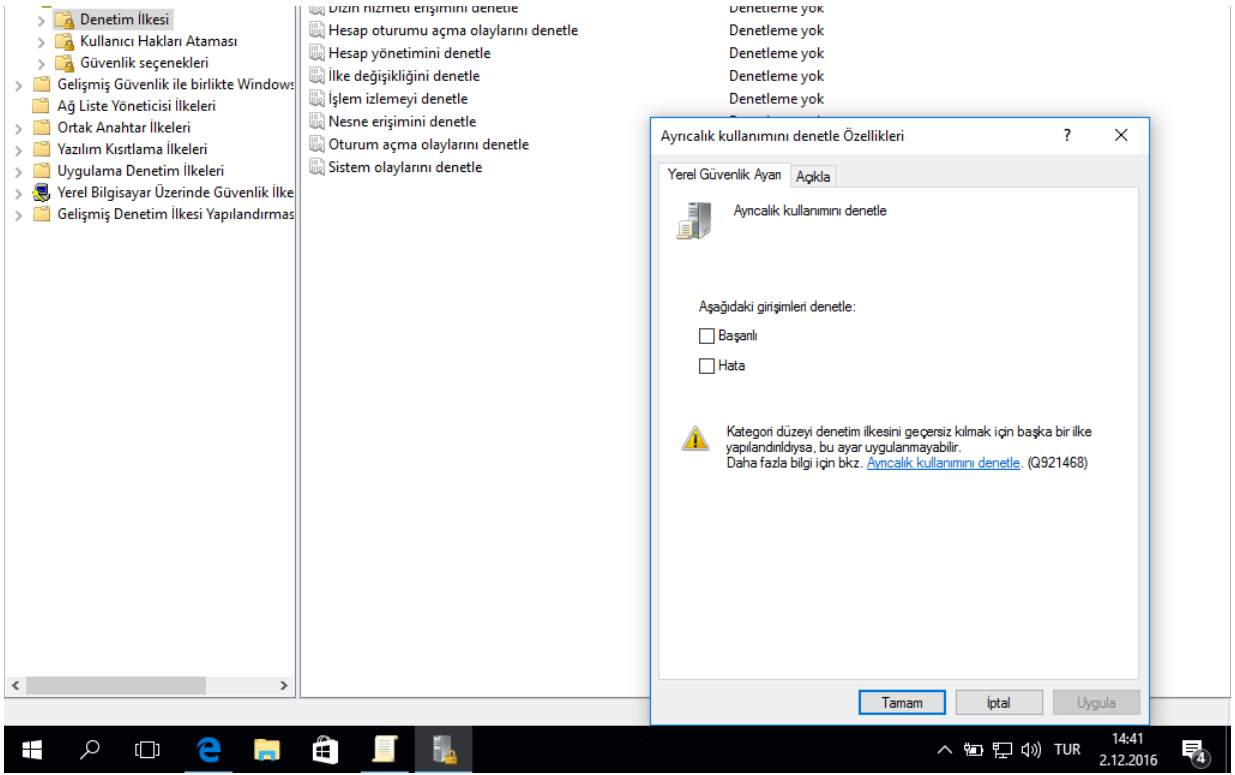 Denetim İlkesi
Kullanıcı Hakları Ataması
Güvenlik seçenekleri
Gelişmiş Güvenlik ile birlikte Windows
Ağ Liste Yöneticisi İlkeleri
Ortak Anahtar İlkeleri
Yazılım Kısıtlama İlkeleri
Uygulama Denetim İlkeleri
Yerel Bilgisayar Üzerinde Güvenlik İlke
Gelişmiş Denetim İlkesi Yapılandırmas
Dizin hizmeti erişimini denetle Denetleme yok
Hesap oturumu açma olaylarını denetle Denetleme yok
Hesap yönetimini denetle Denetleme yok
İlke değişikliğini denetle Denetleme yok
İşlem izlemeyi denetle Denetleme yok
Nesne erişimini denetle
Oturum açma olaylarını denetle
Sistem olaylarını denetle
Ayrıcalık kullanımını denetle Özellikleri ?
Yerel Güvenlik Ayarı Açıkla
Ayrıcalık kullanımını denetle
Aşağıdaki girişimleri denetle:
Başarılı
Hata
Kategori düzeyi denetim ilkesini geçersiz kılmak için başka bir ilke
yapılandırıldıysa, bu ayar uygulanmayabilir.
Daha fazla bilgi için bkz. Ayrıcalık kullanımını denetle. (Q921468)
Tamam İptal Uygula
TUR 14:41
2.12.2016
4